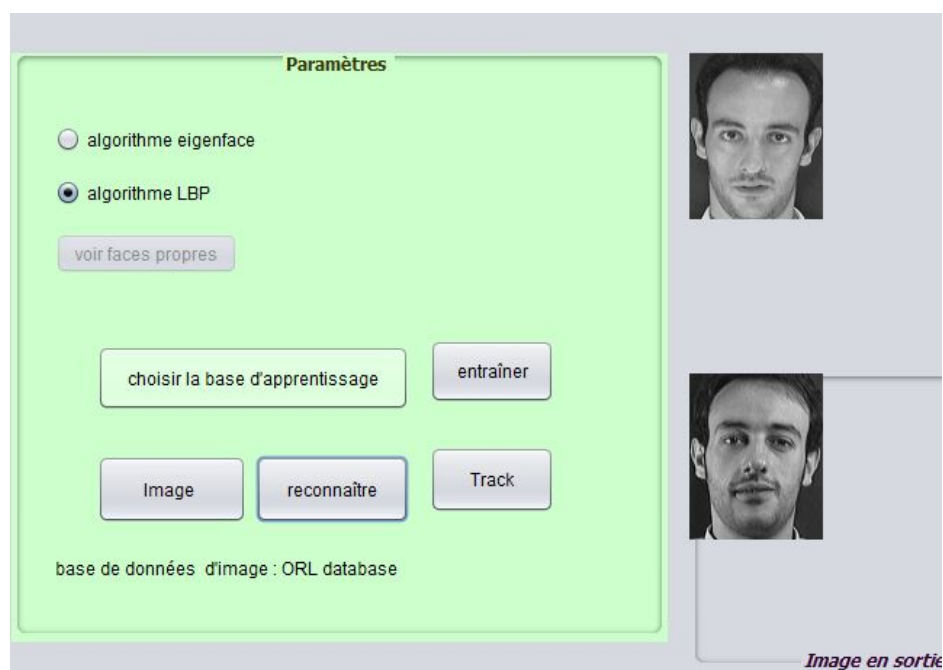 Paramètres
algorithme eigenface
algorithme LBP
voir faces propres
choisir la base d'apprentissage
entraîner
Image
reconnaître
Track
base de données d'image : ORL database
Image en sortie